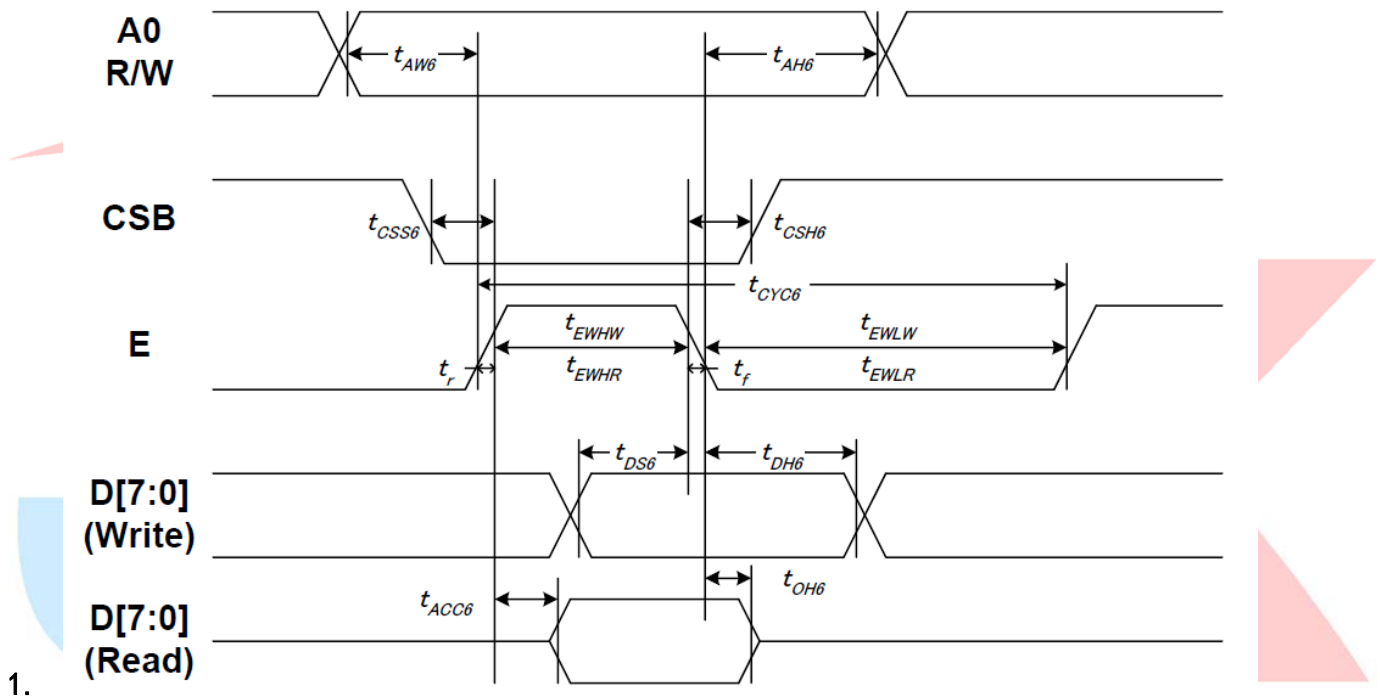 A0
R/W
tAW6
tAH6
CSB
tCSS6
tCSH6
tCYC6
E
tEWHW
tEWLW
tr
tEWHR
tf
tEWLR
tDS6
tDH6
D[7:0]
(Write)
tOH6
tACC6
D[7:0]
(Read)
1.